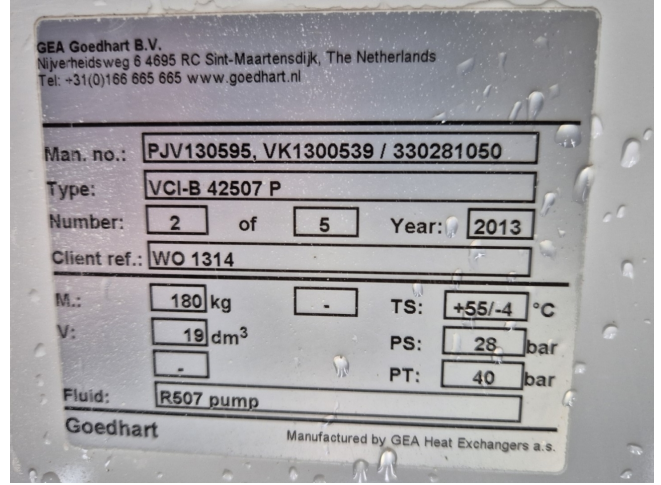 GEA Goedhart B.V.
Nijverheidsweg 6 4695 RC Sint-Maartensdijk, The Netherlands
Tel: +31(0)166 665 665 www.goedhart.nl
Man. no.: PJV130595, VK1300539 / 330281050
Type: VCI-B 42507 P
Number: 2 of 5 Year: 2013
Client ref.: WO 1314
M.: 180 kg - TS: +55/-4 °C
V: 19 dm³ PS: 28 bar
- PT: 40 bar
Fluid: R507 pump
Goedhart Manufactured by GEA Heat Exchangers a.s.